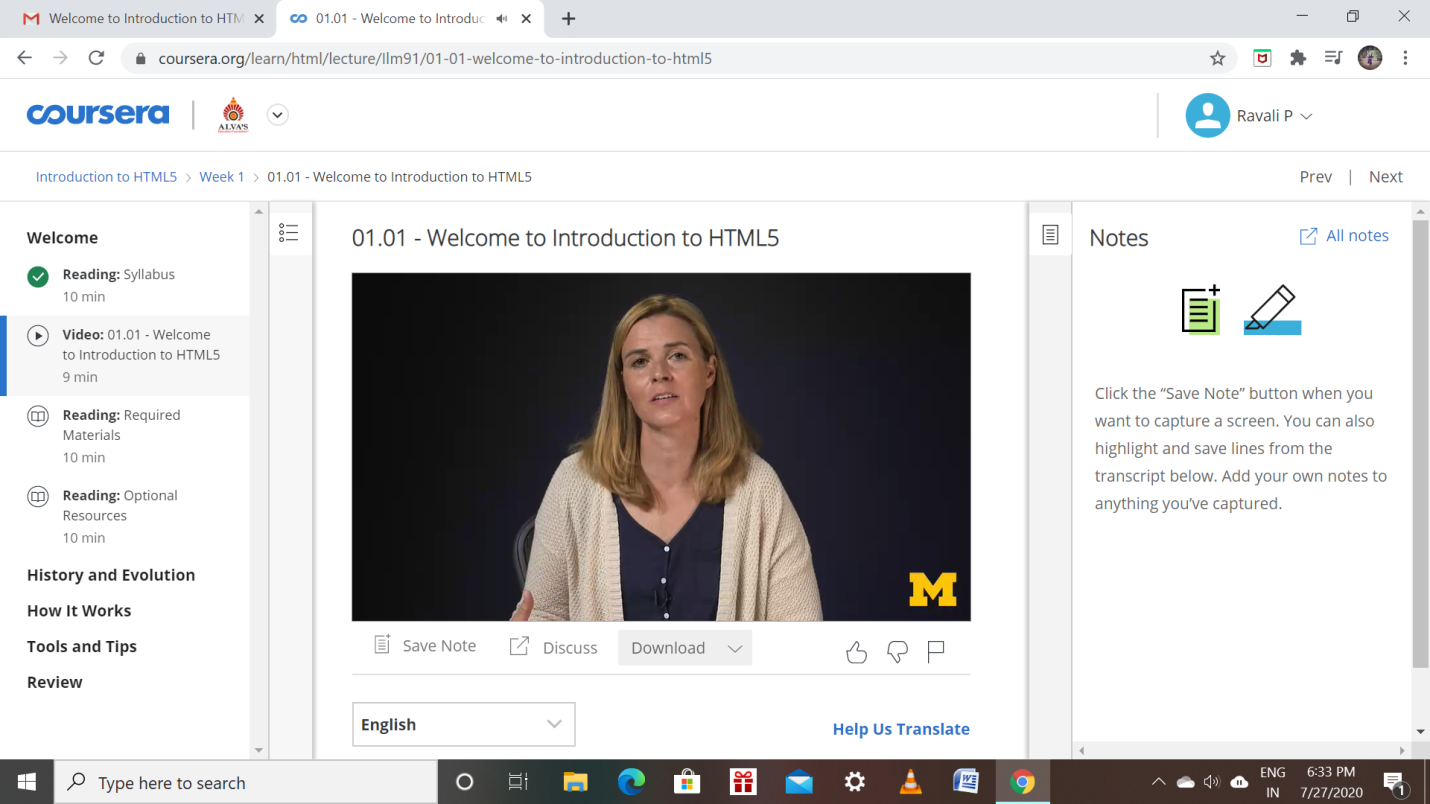 Welcome to Introduction to HTM
01.01 - Welcome to Introduc
coursera.org/learn/html/lecture/llm91/01-01-welcome-to-introduction-to-html5
coursera
ALVA'S
Ravali P
Introduction to HTML5 > Week 1 > 01.01 - Welcome to Introduction to HTML5
Prev | Next
Welcome
Reading: Syllabus
10 min
Video: 01.01 - Welcome
to Introduction to HTML5
9 min
Reading: Required
Materials
10 min
Reading: Optional
Resources
10 min
History and Evolution
How It Works
Tools and Tips
Review
01.01 - Welcome to Introduction to HTML5
M
Save Note
Discuss
Download
English
Help Us Translate
Notes
All notes
Click the “Save Note” button when you
want to capture a screen. You can also
highlight and save lines from the
transcript below. Add your own notes to
anything you’ve captured.
Type here to search
ENG
IN
6:33 PM
7/27/2020
1